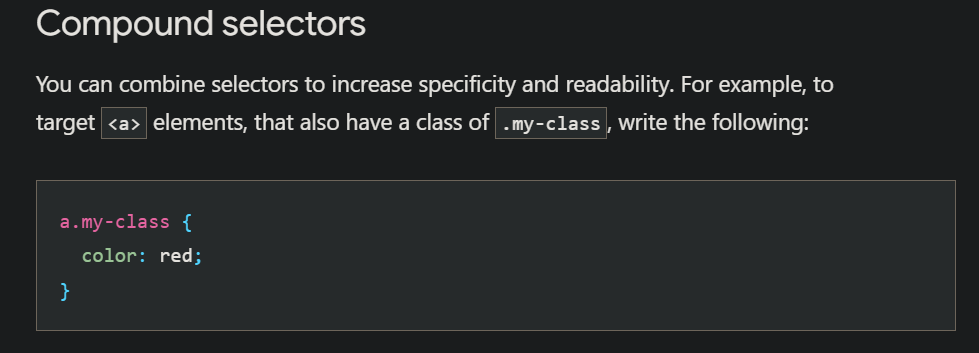 Compound selectors
You can combine selectors to increase specificity and readability. For example, to
target <a> elements, that also have a class of .my-class, write the following:
a.my-class {
  color: red;
}